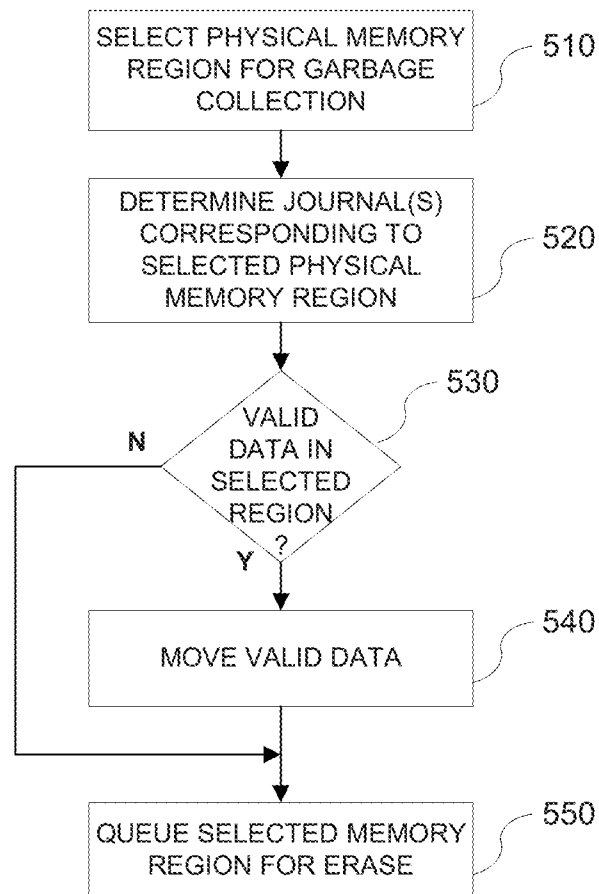 SELECT PHYSICAL MEMORY
REGION FOR GARBAGE
COLLECTION
510
DETERMINE JOURNAL(S)
CORRESPONDING TO
SELECTED PHYSICAL
MEMORY REGION
520
530
VALID
DATA IN
SELECTED
REGION
?
N
Y
MOVE VALID DATA
540
QUEUE SELECTED MEMORY
REGION FOR ERASE
550